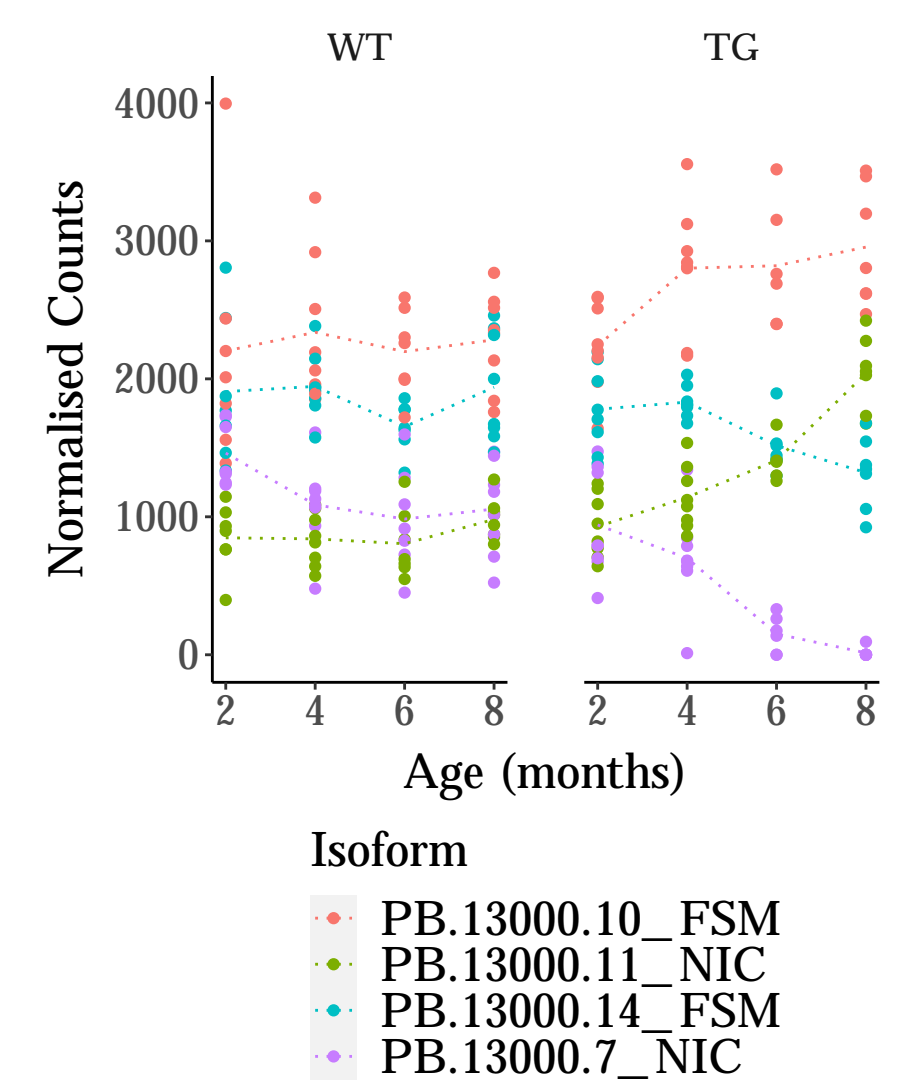 WT TG
4000
3000
2000
1000
0
Normalised Counts
2 4 6 8 2 4 6 8
Age (months)
Isoform
PB.13000.10_FSM
PB.13000.11_NIC
PB.13000.14_FSM
PB.13000.7_NIC